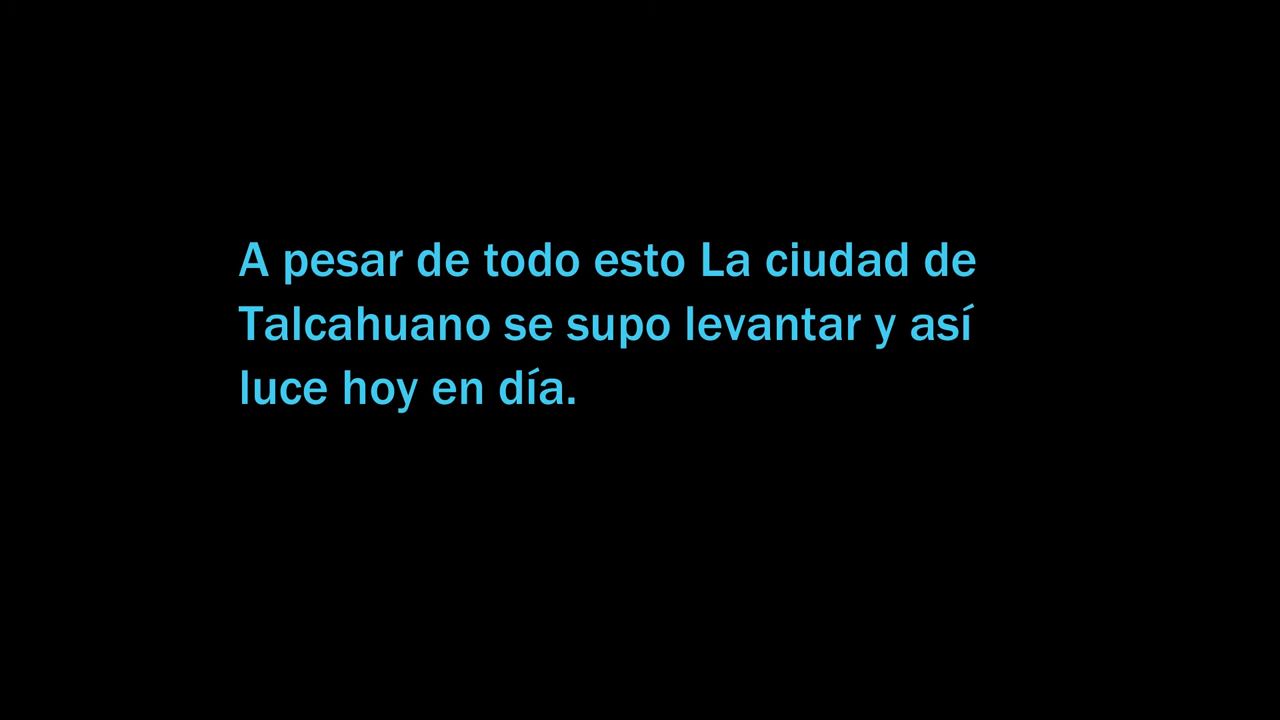 A pesar de todo esto La ciudad de
Talcahuano se supo levantar y así
luce hoy en día.